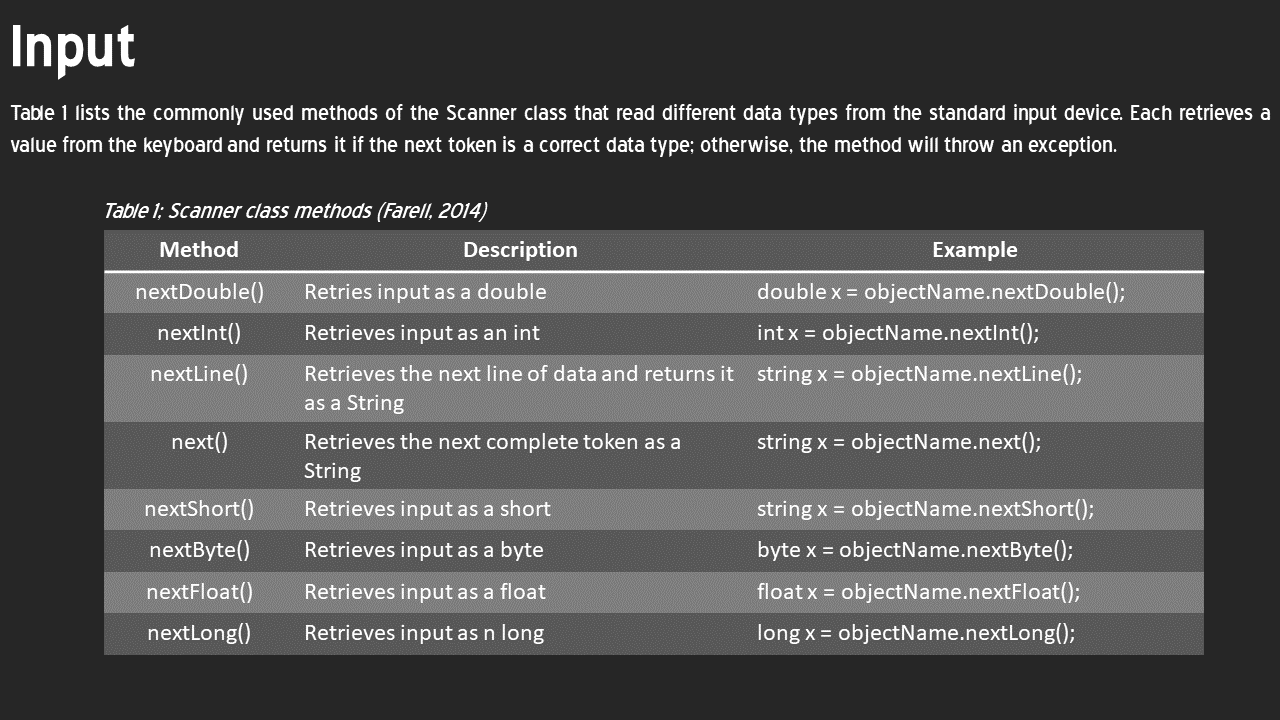 Input
Table 1 lists the commonly used methods of the Scanner class that read different data types from the standard input device. Each retrieves a
value from the keyboard and returns it if the next token is a correct data type; otherwise, the method will throw an exception.
Table 1; Scanner class methods (Farell, 2014)
Method Description Example
nextDouble() Retries input as a double double x = objectName.nextDouble();
nextInt() Retrieves input as an int int x = objectName.nextInt();
nextLine() Retrieves the next line of data and returns it string x = objectName.nextLine();
as a String
next() Retrieves the next complete token as a string x = objectName.next();
String
nextShort() Retrieves input as a short string x = objectName.nextShort();
nextByte() Retrieves input as a byte byte x = objectName.nextByte();
nextFloat() Retrieves input as a float float x = objectName.nextFloat();
nextLong() Retrieves input as n long long x = objectName.nextLong();